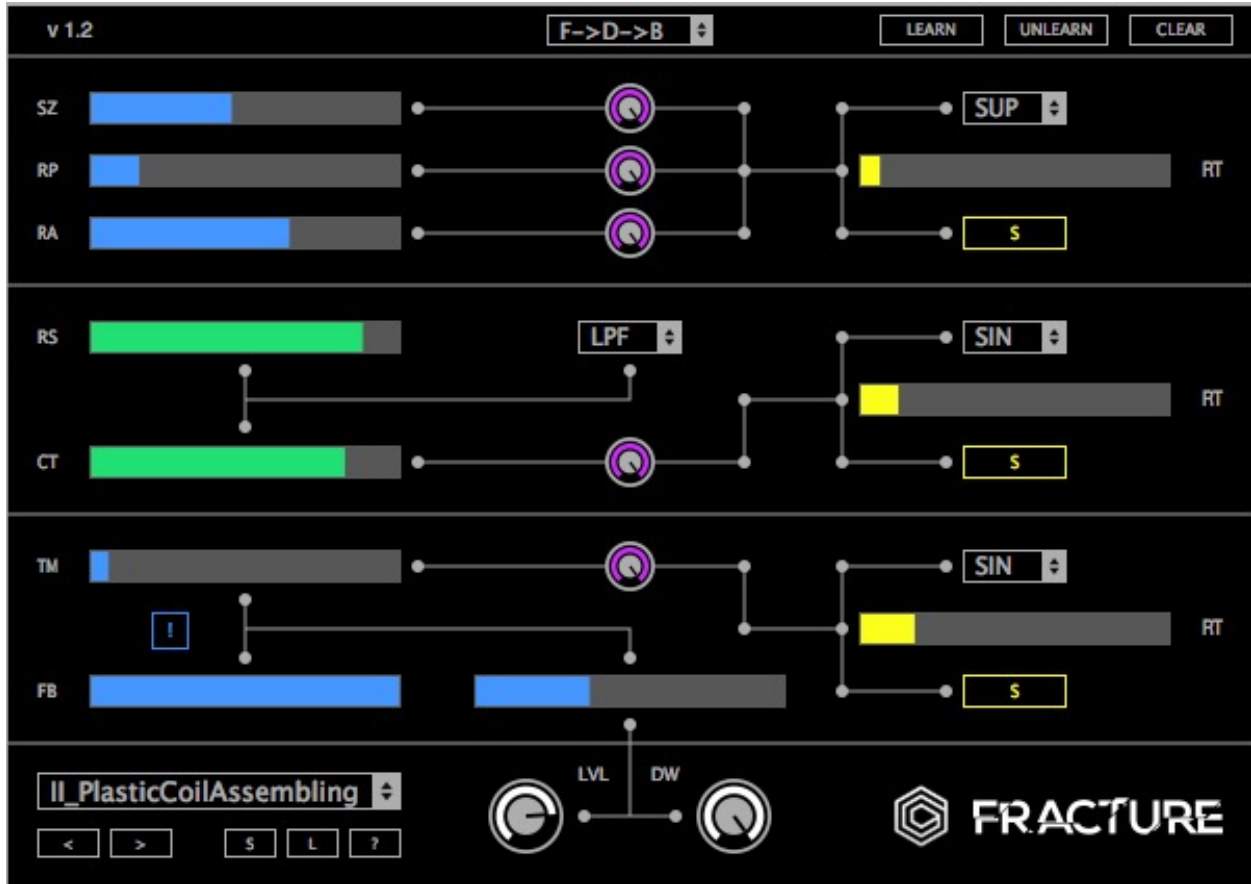 v 1.2 F->D->B LEARN UNLEARN CLEAR
SZ SUP
RP RT
RA S
RS LPF SIN
RT
CT S
TM SIN
! RT
FB S
LVL DW
II_PlasticCoilAssembling
FRACTURE
< > S L ?